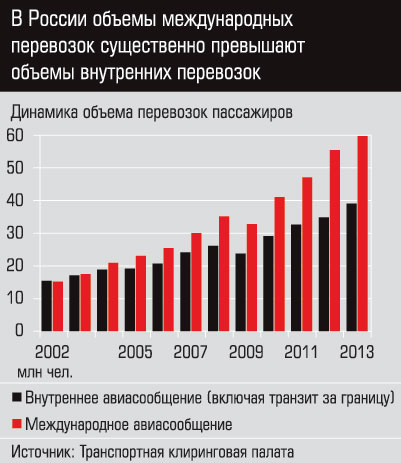 В России объемы международных
перевозок существенно превышают
объемы внутренних перевозок
Динамика объема перевозок пассажиров
60
50
40
30
20
10
0
2002 2005 2007 2009 2011 2013
млн чел.
Внутреннее авиасообщение (включая транзит за границу)
Международное авиасообщение
Источник: Транспортная клиринговая палата